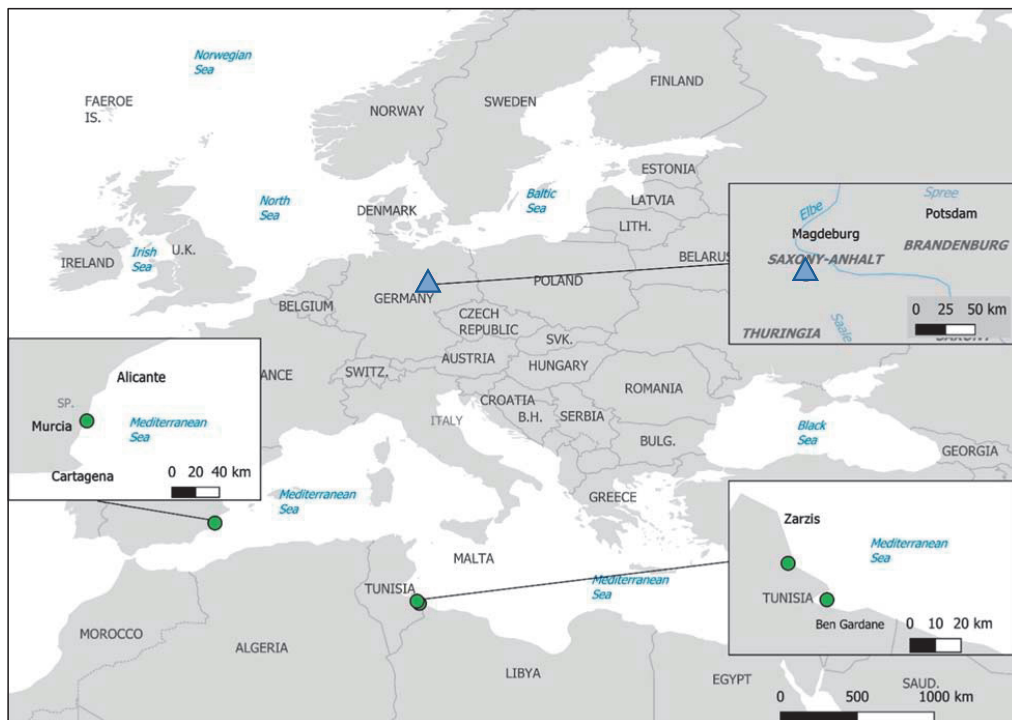 Norwegian
Sea
FAEROE
IS.
NORWAY
SWEDEN
FINLAND
ESTONIA
LATVIA
LITH.
Baltic
Sea
North
Sea
DENMARK
IRELAND
Irish
Sea
U.K.
BELARUS
POLAND
GERMANY
BELGIUM
CZECH
REPUBLIC
SVK.
AUSTRIA
HUNGARY
SWITZ.
ANCE
ROMANIA
CROATIA
B.H.
SERBIA
ITALY
BULG.
Black
Sea
GEORGIA
GREECE
Mediterranean
Sea
MALTA
Mediterranean
Sea
TUNISIA
MOROCCO
ALGERIA
LIBYA
EGYPT
SAUD.
0 500 1000 km
Elbe
Spree
Potsdam
Magdeburg
BRANDENBURG
SAXONY-ANHALT
0 25 50 km
THURINGIA
Saale
SAXONY
Alicante
SP.
Murcia
Mediterranean
Sea
Cartagena
0 20 40 km
Zarzis
Mediterranean
Sea
TUNISIA
Ben Gardane
0 10 20 km